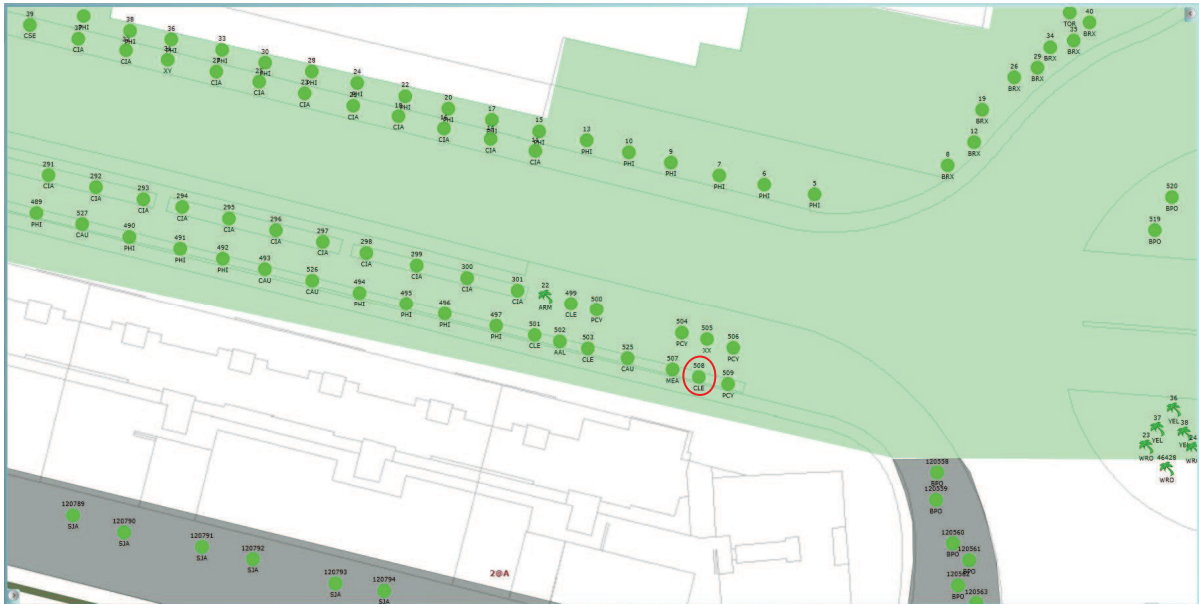 39
CSE
PHI
37
CIA
38
PHI
CIA
36
PHI
XY
33
PHI
CIA
30
PHI
CIA
28
PHI
23
CIA
24
PHI
CIA
22
PHI
CIA
20
PHI
CIA
17
PHI
CIA
15
PHI
CIA
13
PHI
10
PHI
9
PHI
7
PHI
6
PHI
5
PHI
TOR
40
BRX
35
BRX
34
BRX
29
BRX
26
BRX
19
BRX
12
BRX
8
BRX
520
BPO
519
BPO
291
CIA
292
CIA
293
CIA
294
CIA
295
CIA
296
CIA
297
CIA
298
CIA
299
CIA
300
CIA
301
CIA
22
ARM
499
CLE
500
PCY
489
PHI
527
CAU
490
PHI
491
PHI
492
PHI
493
CAU
526
CAU
494
PHI
495
PHI
496
PHI
497
PHI
501
CLE
502
AAL
503
CLE
525
CAU
504
PCY
505
XX
506
PCY
507
MEA
508
CLE
509
PCY
36
YEL
37
YEL
38
YEL
23
WRO
24
46428
WRO
120558
BPO
120559
BPO
120560
BPO
120561
BPO
120562
120563
120789
SJA
120790
SJA
120791
SJA
120792
SJA
120793
SJA
120794
SJA
2@A